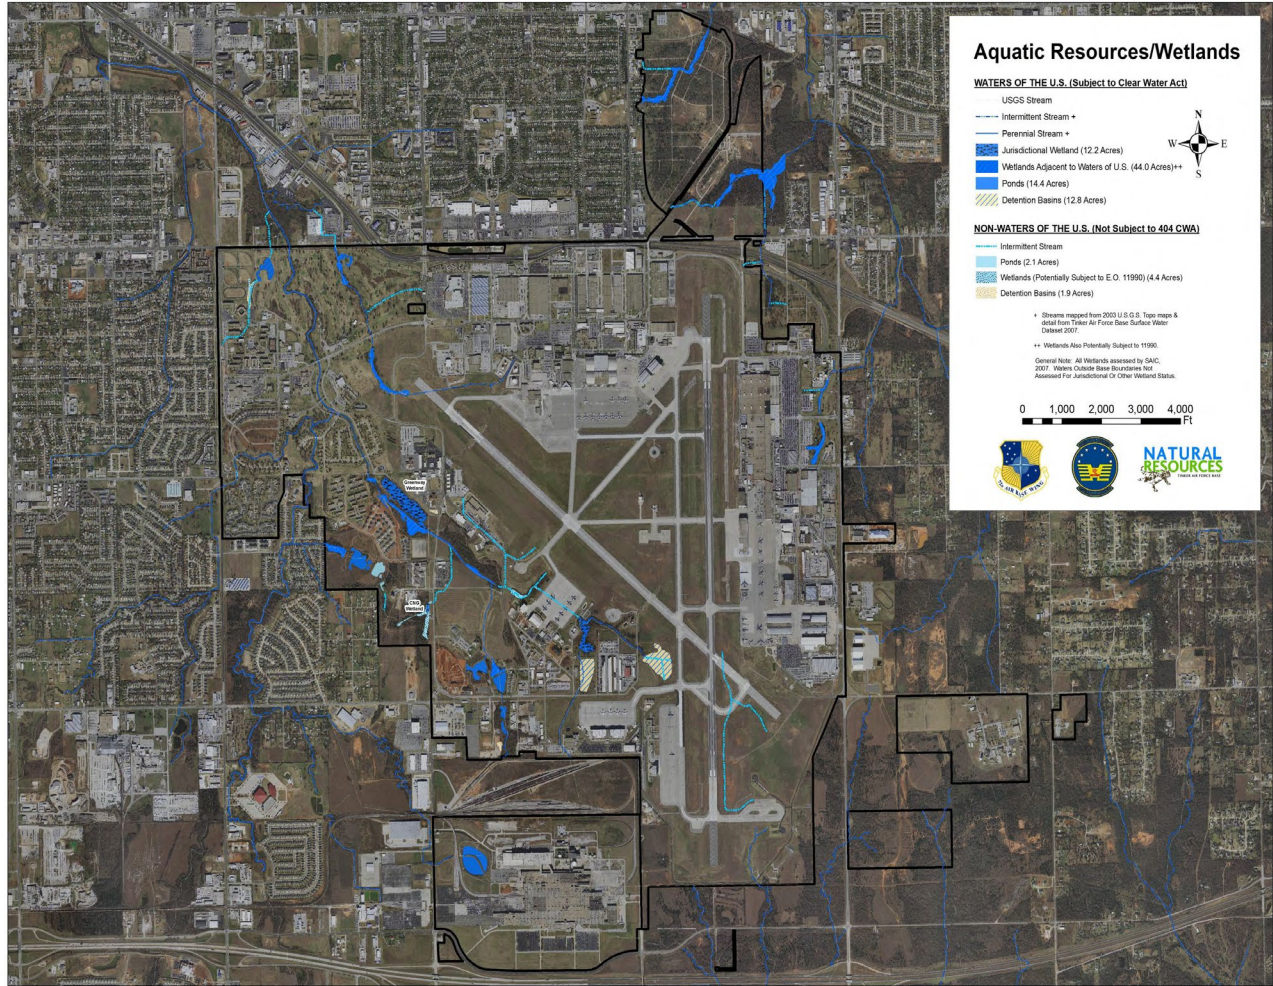 Aquatic Resources/Wetlands
WATERS OF THE U.S. (Subject to Clear Water Act)
USGS Stream
Intermittent Stream +
Perennial Stream +
Jurisdictional Wetland (12.2 Acres)
Wetlands Adjacent to Waters of U.S. (44.0 Acres)++
Ponds (14.4 Acres)
Detention Basins (12.8 Acres)
N
W
E
S
NON-WATERS OF THE U.S. (Not Subject to 404 CWA)
Intermittent Stream
Ponds (2.1 Acres)
Wetlands (Potentially Subject to E.O. 11990) (4.4 Acres)
Detention Basins (1.9 Acres)
+ Streams mapped from 2003 U.S.G.S. Topo maps &
detail from Tinker Air Force Base Surface Water
Dataset 2007.
++ Wetlands Also Potentially Subject to 11990.
General Note: All Wetlands assessed by SAIC,
2007. Waters Outside Base Boundaries Not
Assessed For Jurisdictional Or Other Wetland Status.
0 1,000 2,000 3,000 4,000
Ft
AIR BASE WING
NATURAL
RESOURCES
TINKER AIR FORCE BASE
Greenway
Wetland
CNG
Wetland